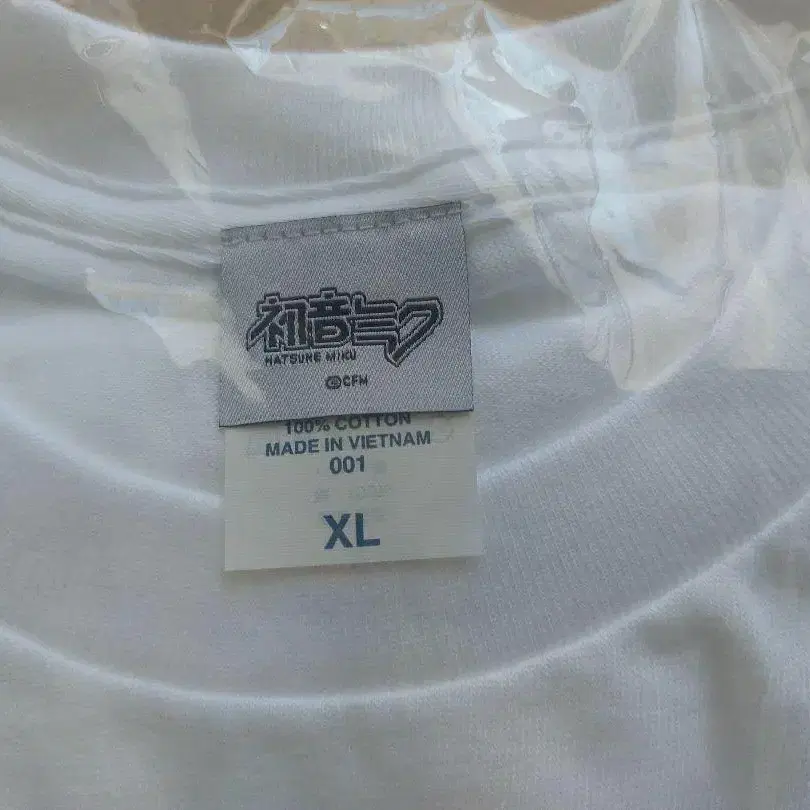 初音ミク
HATSUNE MIKU
©CFM
100% COTTON
MADE IN VIETNAM
001
XL